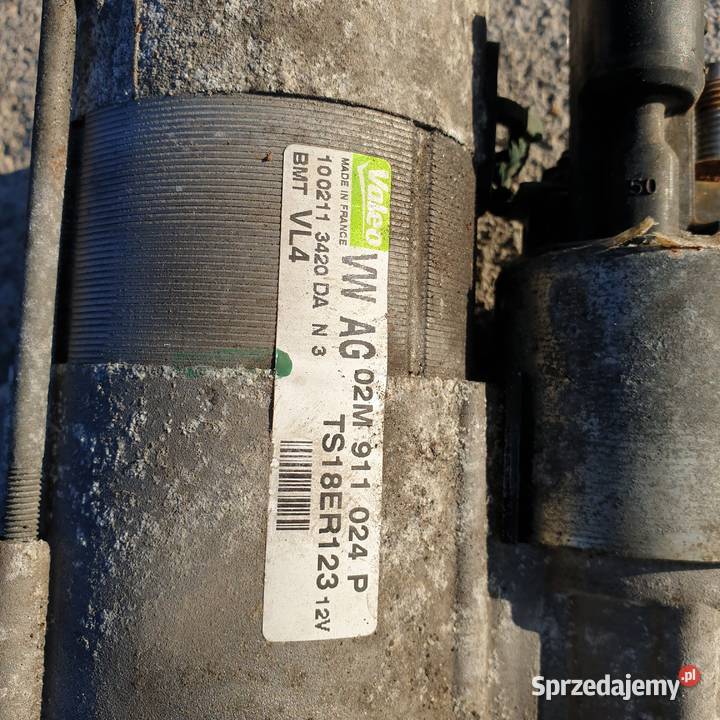 Valeo
MADE IN FRANCE
VW AG 02M 911 024 P
100211 3420 DA N 3
TS18ER123 12V
BMT VL4
50
Sprzedajemy.pl